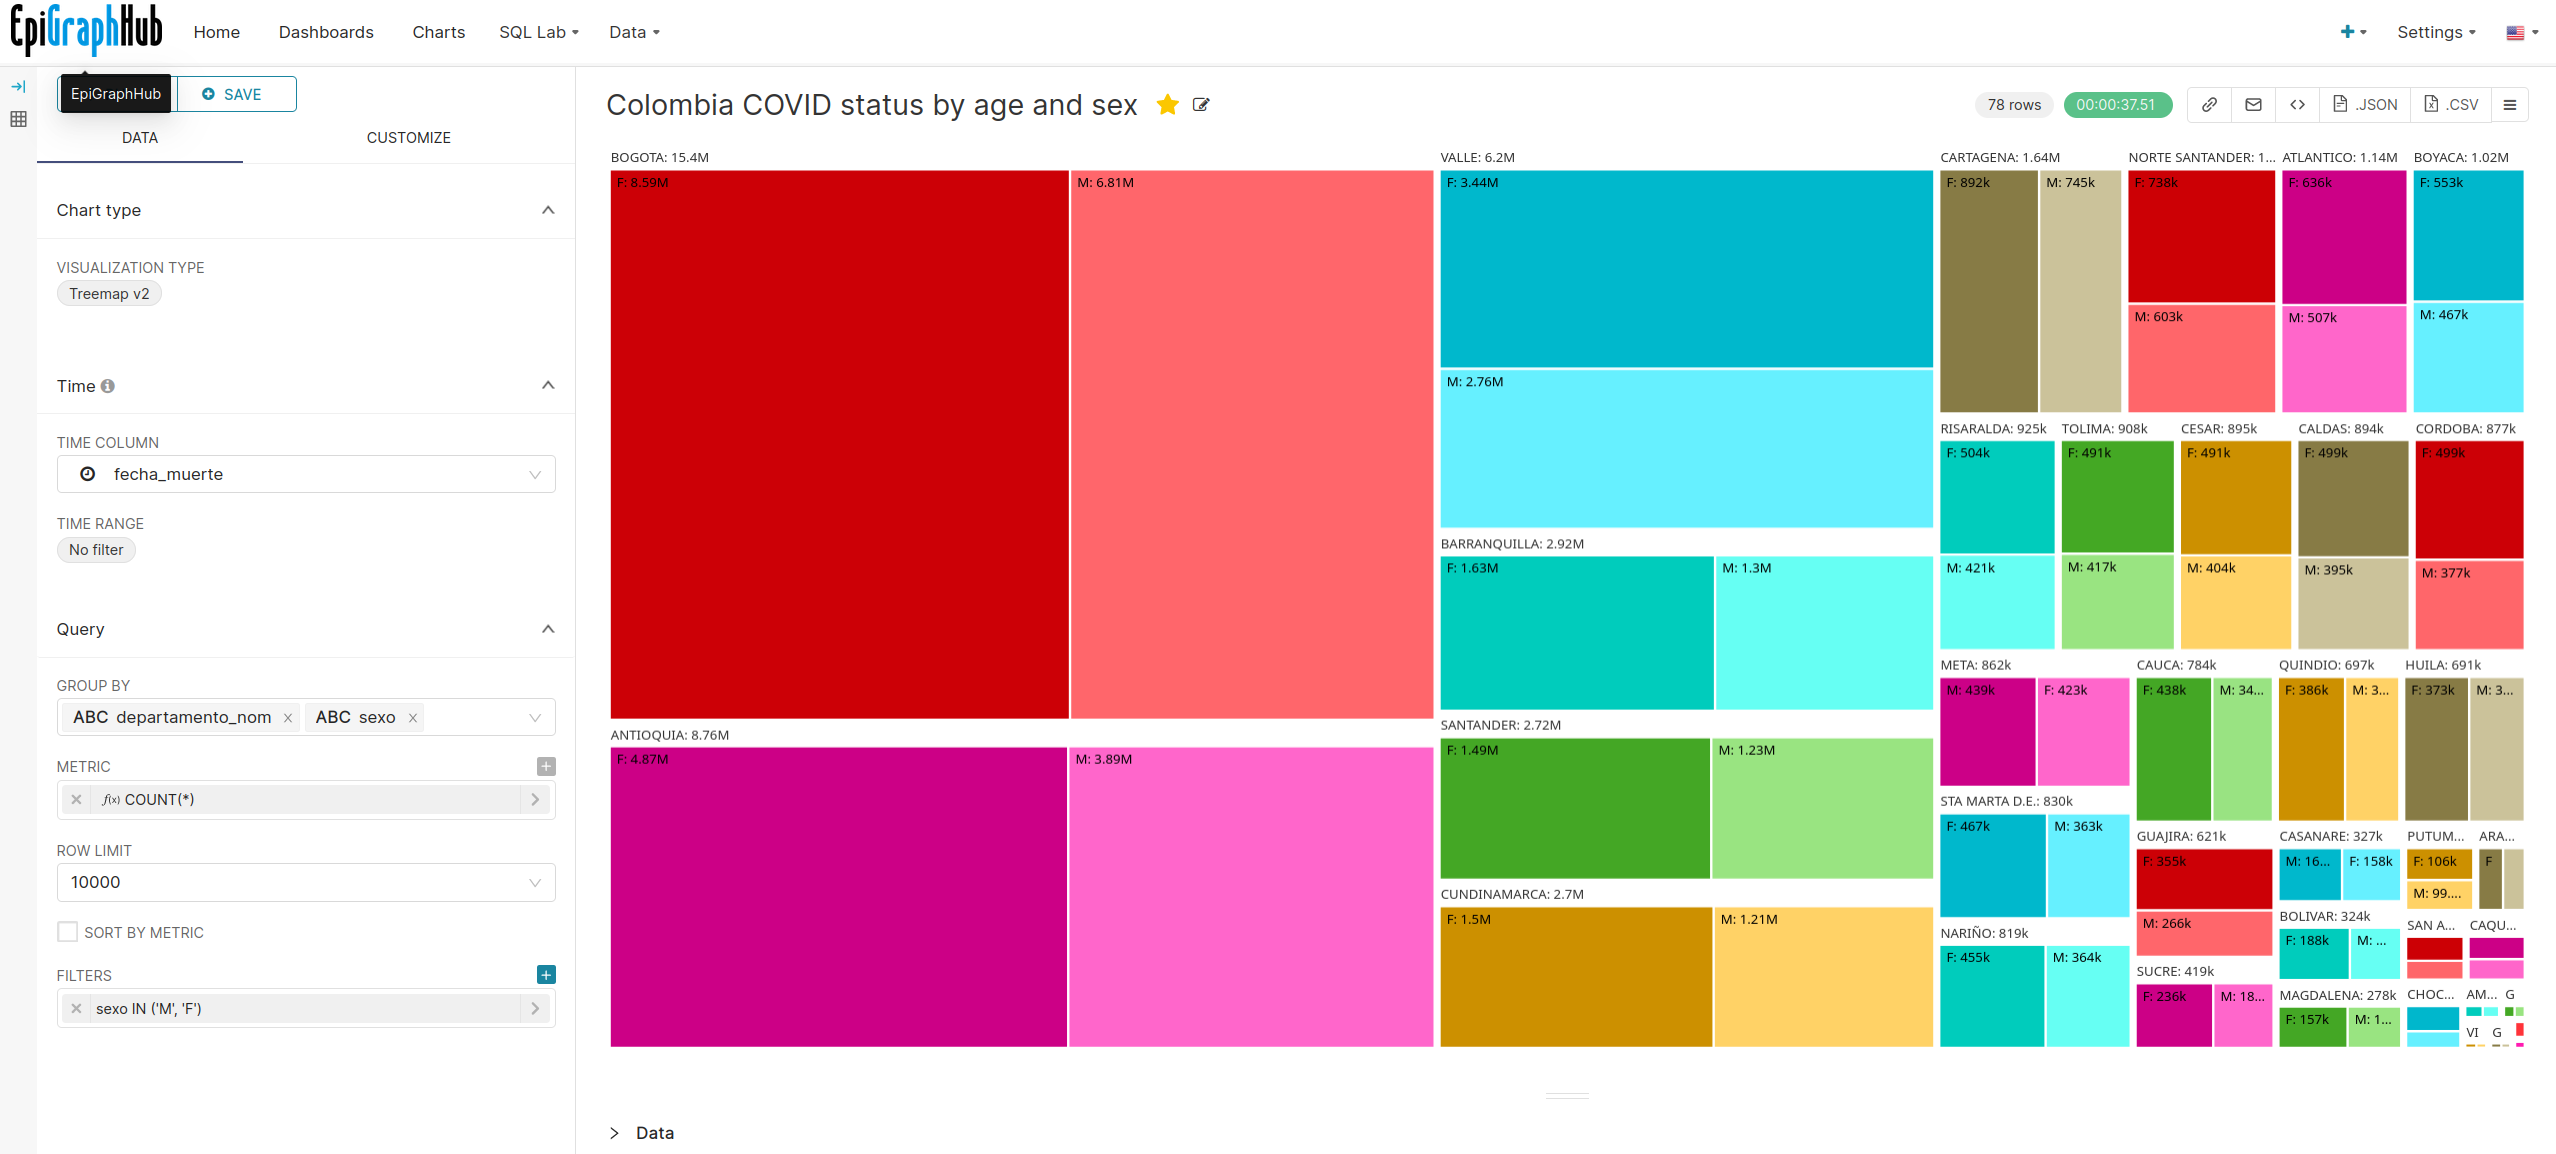 EpiGraphHub
Home
Dashboards
Charts
SQL Lab
Data
Settings
EpiGraphHub
SAVE
DATA
CUSTOMIZE
Chart type
VISUALIZATION TYPE
Treemap v2
Time
TIME COLUMN
fecha_muerte
TIME RANGE
No filter
Query
GROUP BY
ABC departamento_nom × ABC sexo ×
METRIC
f(x) COUNT(*)
ROW LIMIT
10000
SORT BY METRIC
FILTERS
sexo IN ('M', 'F')
Colombia COVID status by age and sex
78 rows
00:00:37.51
.JSON
.CSV
BOGOTA: 15.4M
F: 8.59M
M: 6.81M
ANTIOQUIA: 8.76M
F: 4.87M
M: 3.89M
VALLE: 6.2M
F: 3.44M
M: 2.76M
BARRANQUILLA: 2.92M
F: 1.63M
M: 1.3M
SANTANDER: 2.72M
F: 1.49M
M: 1.23M
CUNDINAMARCA: 2.7M
F: 1.5M
M: 1.21M
CARTAGENA: 1.64M
F: 892k
M: 745k
NORTE SANTANDER: 1...
F: 738k
M: 603k
ATLANTICO: 1.14M
F: 636k
M: 507k
BOYACA: 1.02M
F: 553k
M: 467k
RISARALDA: 925k
F: 504k
M: 421k
TOLIMA: 908k
F: 491k
M: 417k
CESAR: 895k
F: 491k
M: 404k
CALDAS: 894k
F: 499k
M: 395k
CORDOBA: 877k
F: 499k
M: 377k
META: 862k
M: 439k
F: 423k
STA MARTA D.E.: 830k
F: 467k
M: 363k
NARIÑO: 819k
F: 455k
M: 364k
CAUCA: 784k
F: 438k
M: 34...
QUINDIO: 697k
F: 386k
M: 3...
HUILA: 691k
F: 373k
M: 3...
GUAJIRA: 621k
F: 355k
M: 266k
SUCRE: 419k
F: 236k
M: 18...
CASANARE: 327k
M: 16...
F: 158k
BOLIVAR: 324k
F: 188k
M: ...
MAGDALENA: 278k
F: 157k
M: 1...
PUTUM...
F: 106k
M: 99....
ARA...
F
SAN A...
CAQU...
CHOC...
AM...
G
VI
G
Data